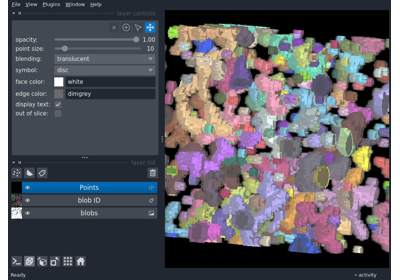 File View Plugins Window Help
layer controls
opacity: 1.00
point size: 10
blending: translucent
symbol: disc
face color: white
edge color: dimgrey
display text:
out of slice:
layer list
Points
blob ID
blobs
Ready
activity